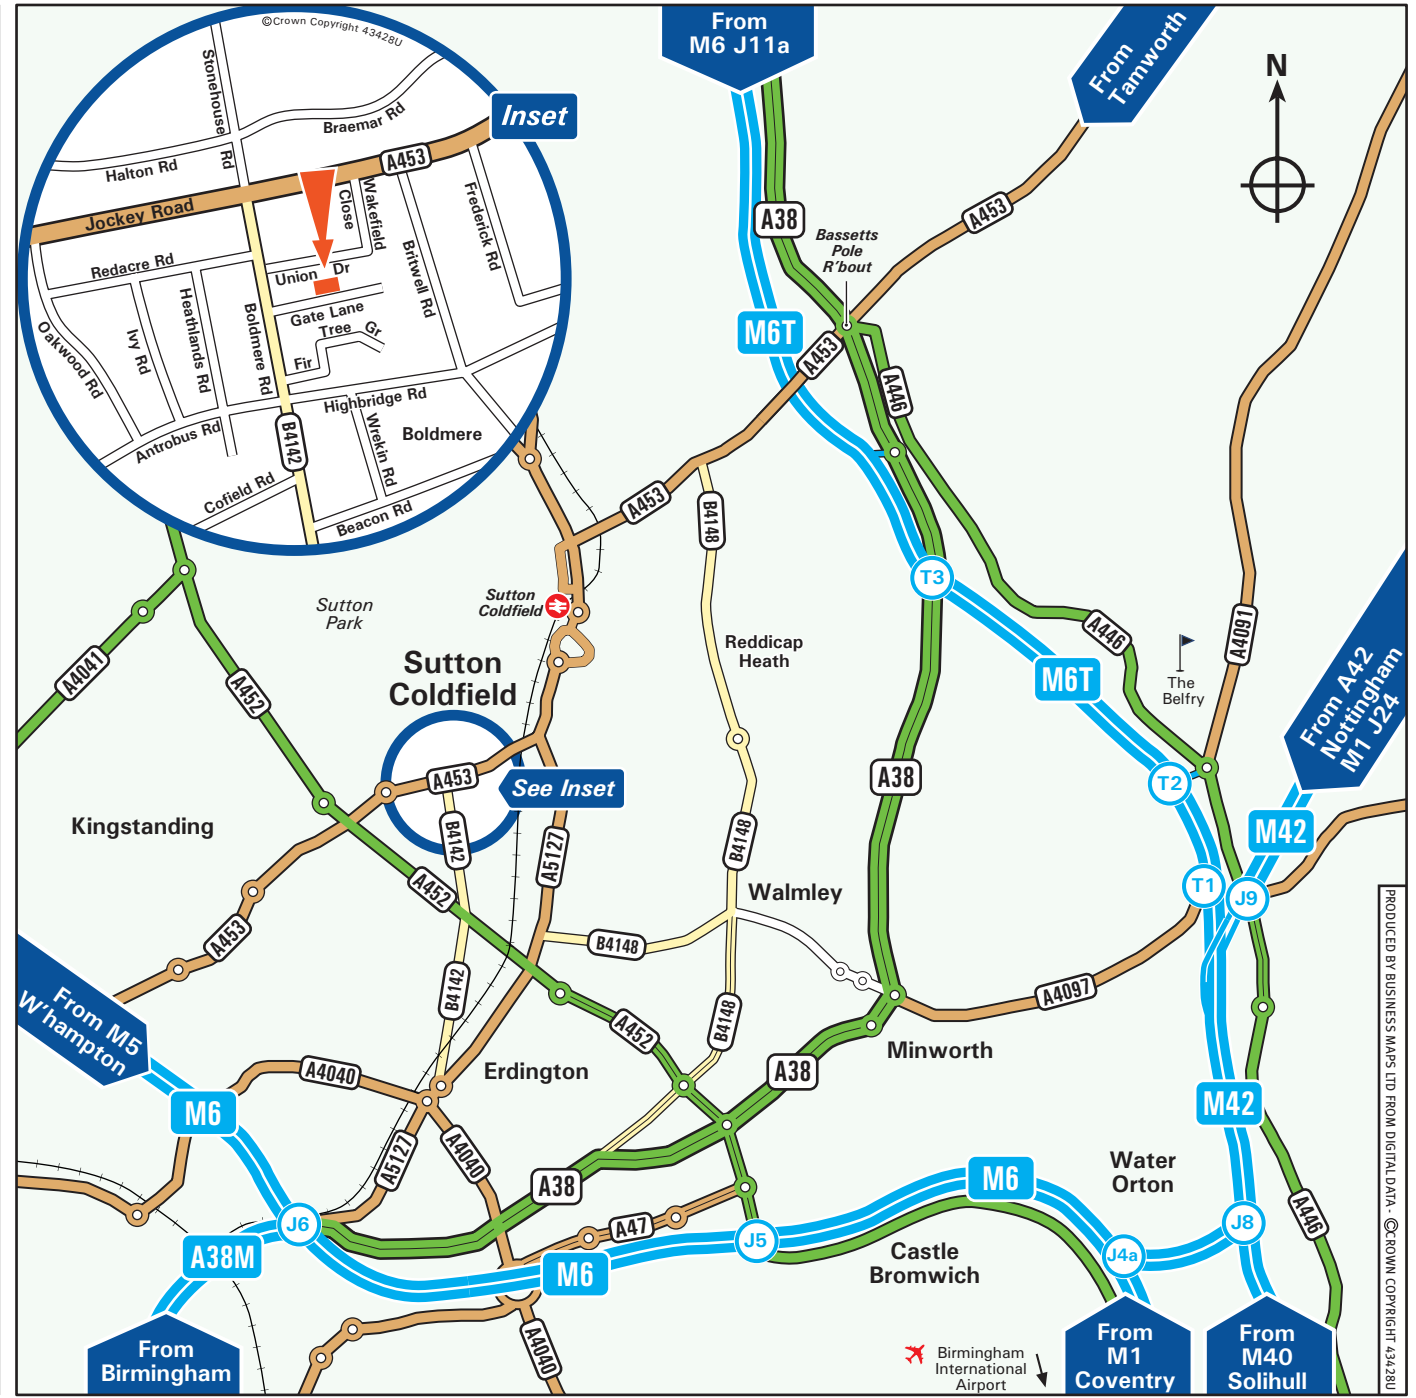 ©Crown Copyright 43428U
Stonehouse
Rd
Braemar Rd
Halton Rd
Inset
A453
Jockey Road
Close
Wakefield
Frederick Rd
Britwell Rd
Redacre Rd
Union Dr
Gate Lane
Tree
Gr
Fir
Heathlands Rd
Ivy Rd
Oakwood Rd
Boldmere Rd
Highbridge Rd
Antrobus Rd
Wrekin Rd
Boldmere
B4142
Cofield Rd
Beacon Rd
From
M6 J11a
From
Tamworth
N
A38
Bassetts
Pole
R'bout
A453
M6T
A453
A446
A453
B4148
T3
Sutton
Park
Sutton
Coldfield
Reddicap
Heath
A446
A4091
The
Belfry
M6T
From A42
Nottingham
M1 J24
A4041
A452
Sutton
Coldfield
A453
See Inset
A38
T2
M42
Kingstanding
B4142
A5127
B4148
A452
Walmley
T1
J9
A453
B4148
B4142
A4097
B4148
From M5
W'hampton
A452
Minworth
A38
Erdington
A4040
M6
M42
A5127
A4040
A38
M6
Water
Orton
A446
J6
A47
J5
J8
J4a
A38M
M6
Castle
Bromwich
From
Birmingham
A4040
Birmingham
International
Airport
From
M1
Coventry
From
M40
Solihull
PRODUCED BY BUSINESS MAPS LTD FROM DIGITAL DATA - ©CROWN COPYRIGHT 43428U